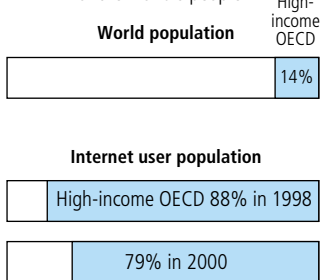 High-
income
World population
OECD
14%
Internet user population
High-income OECD 88% in 1998
79% in 2000